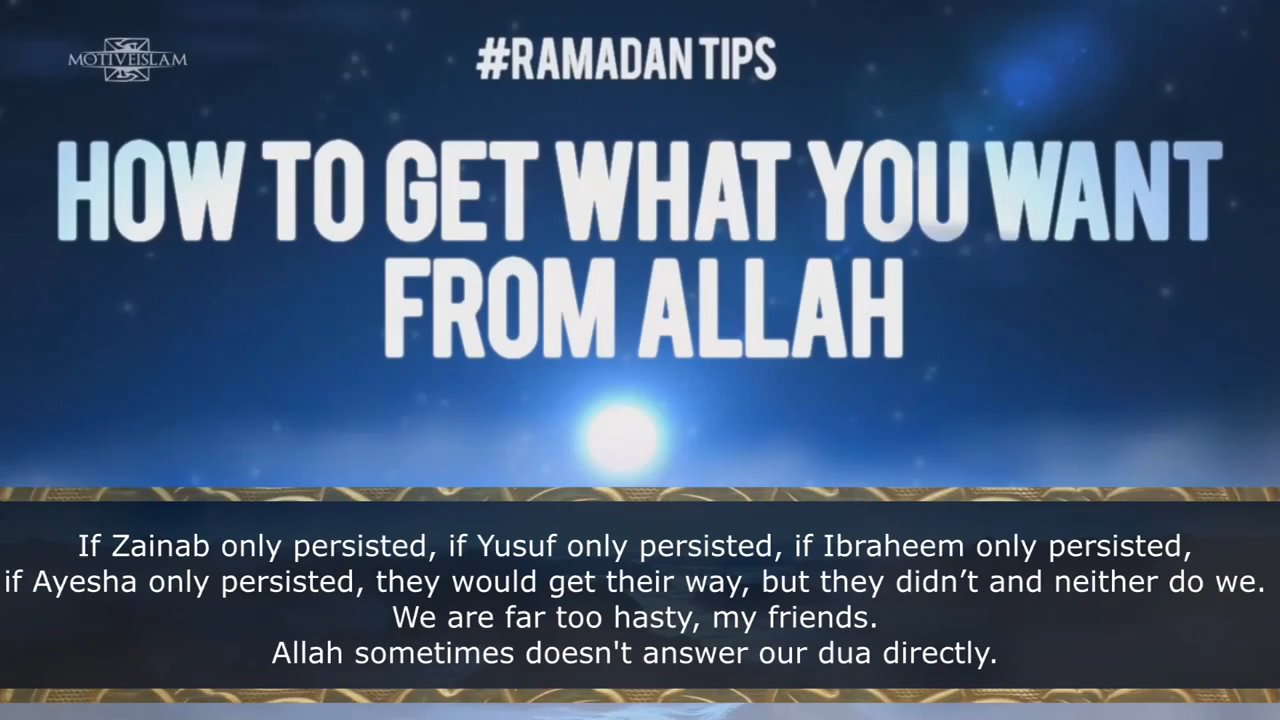 MOTIVEISLAM
#RAMADAN TIPS
HOW TO GET WHAT YOU WANT
FROM ALLAH
If Zainab only persisted, if Yusuf only persisted, if Ibraheem only persisted,
if Ayesha only persisted, they would get their way, but they didn’t and neither do we.
We are far too hasty, my friends.
Allah sometimes doesn't answer our dua directly.